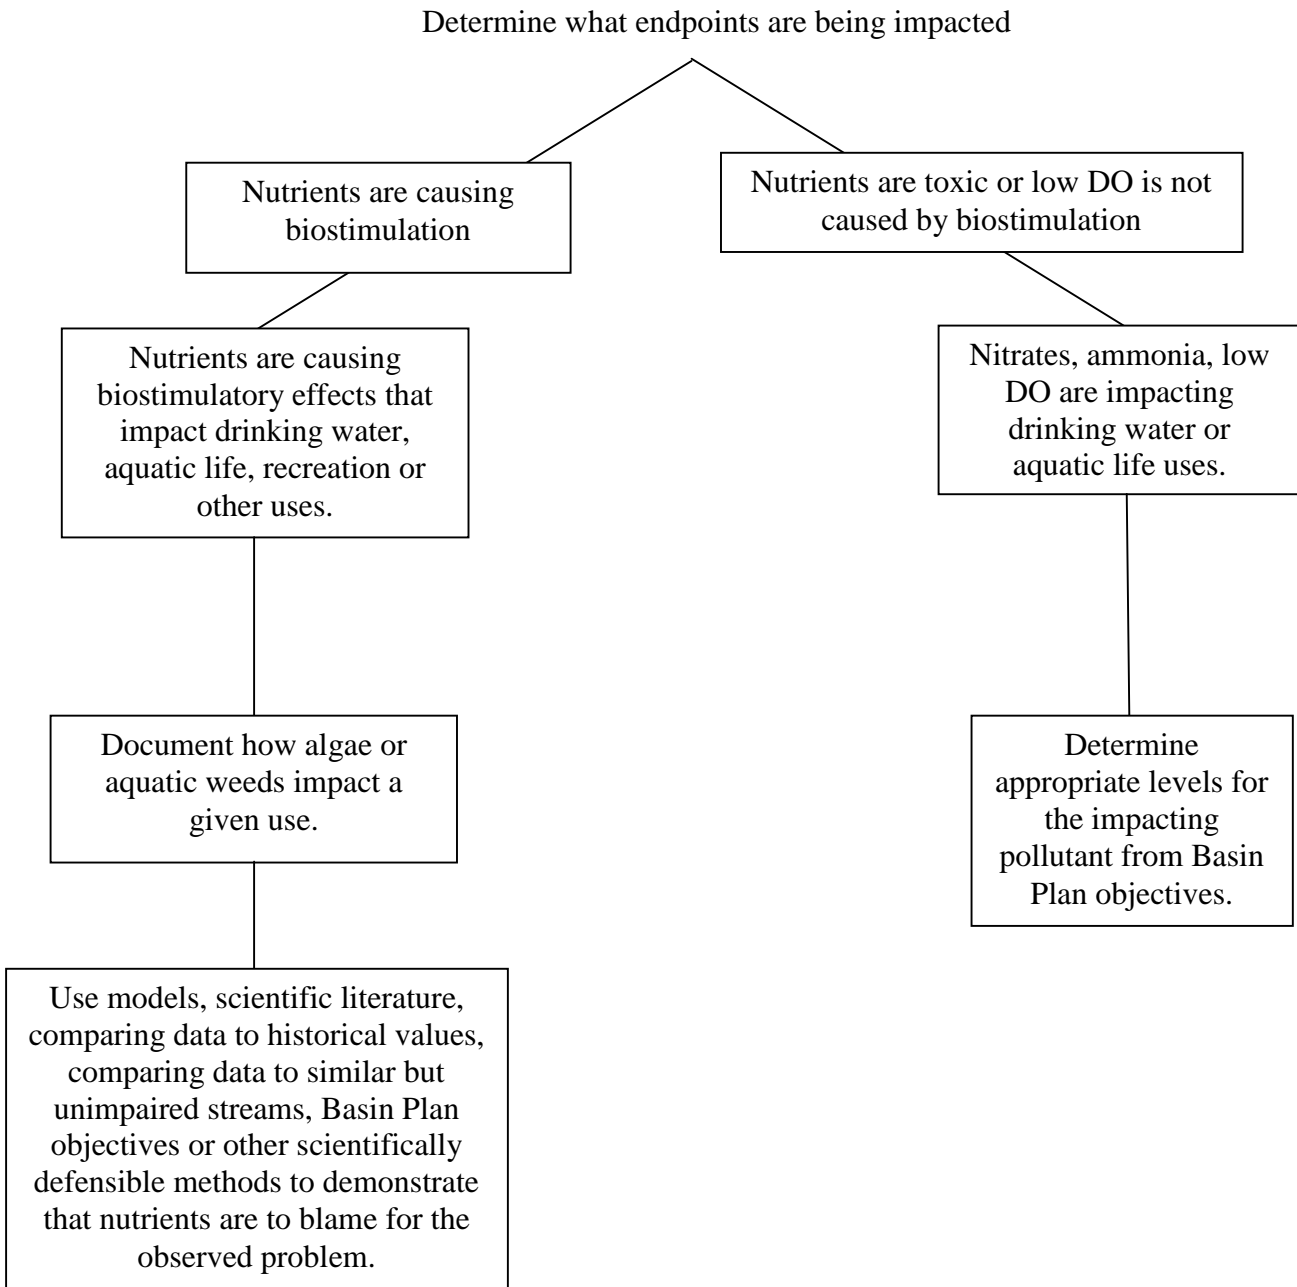 Determine what endpoints are being impacted
Nutrients are causing
biostimulation
Nutrients are toxic or low DO is not
caused by biostimulation
Nutrients are causing
biostimulatory effects that
impact drinking water,
aquatic life, recreation or
other uses.
Nitrates, ammonia, low
DO are impacting
drinking water or
aquatic life uses.
Document how algae or
aquatic weeds impact a
given use.
Determine
appropriate levels for
the impacting
pollutant from Basin
Plan objectives.
Use models, scientific literature,
comparing data to historical values,
comparing data to similar but
unimpaired streams, Basin Plan
objectives or other scientifically
defensible methods to demonstrate
that nutrients are to blame for the
observed problem.